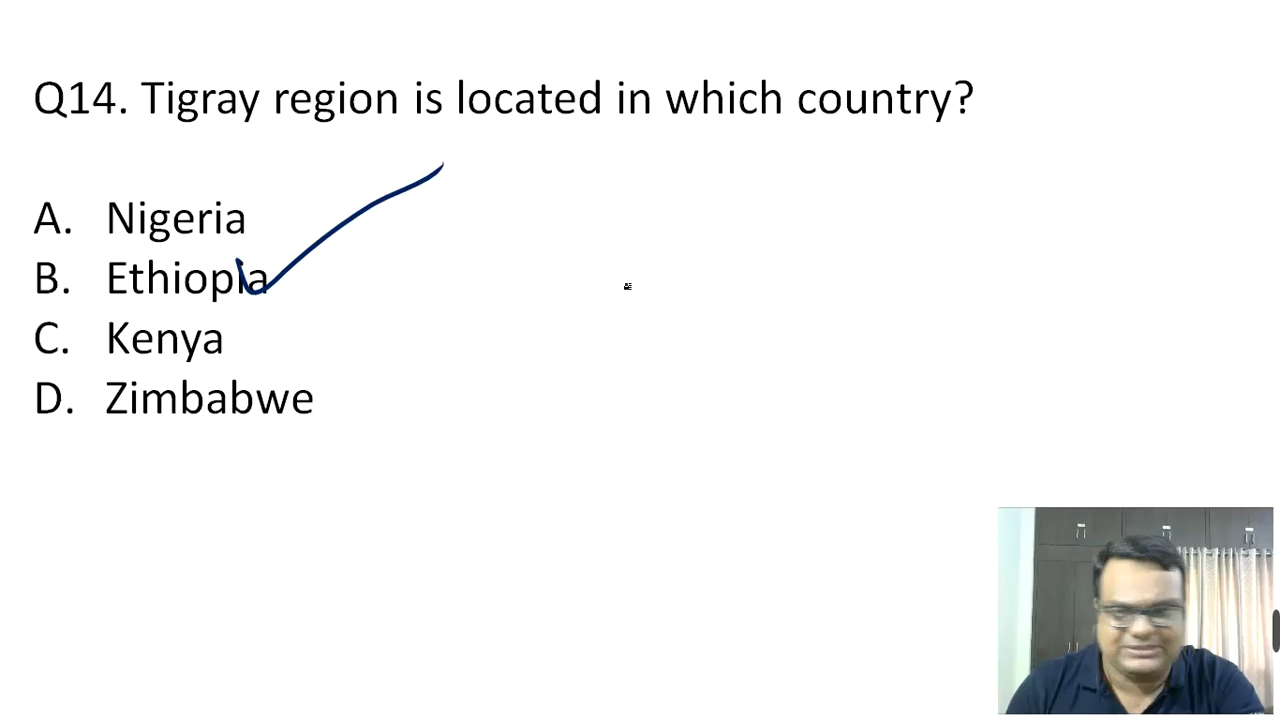 Q14. Tigray region is located in which country?
A. Nigeria
B. Ethiopia
C. Kenya
D. Zimbabwe